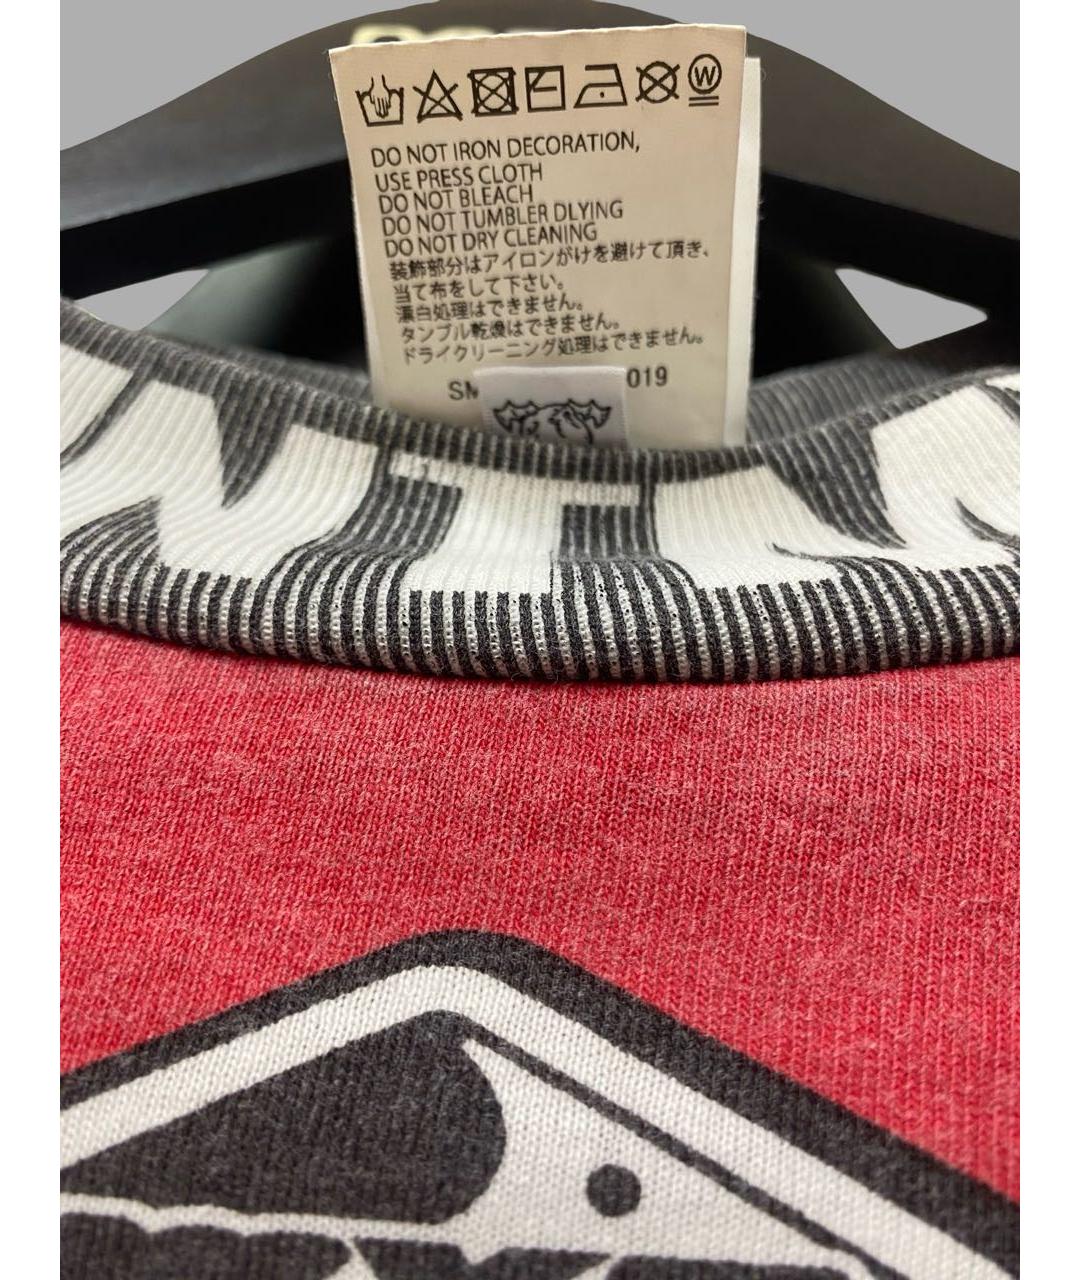 W
DO NOT IRON DECORATION,
USE PRESS CLOTH
DO NOT BLEACH
DO NOT TUMBLER DLYING
DO NOT DRY CLEANING
装飾部分はアイロンがけを避けて頂き、
当て布をして下さい。
漂白処理はできません。
タンブル乾燥はできません。
ドライクリーニング処理はできません。
019